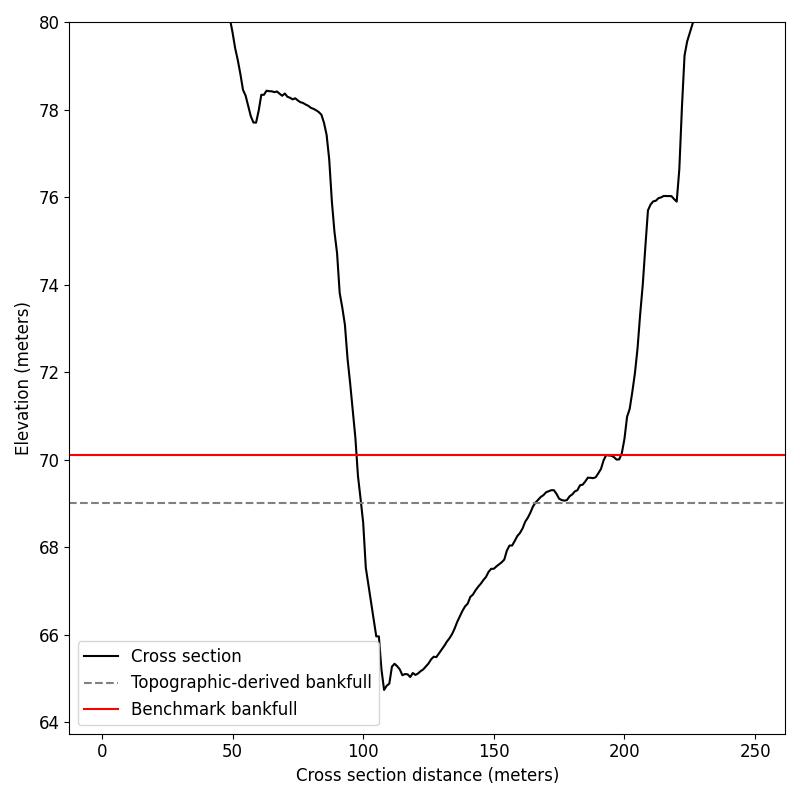 80
78
76
74
72
70
68
66
64
Elevation (meters)
Cross section
Topographic-derived bankfull
Benchmark bankfull
0 50 100 150 200 250
Cross section distance (meters)